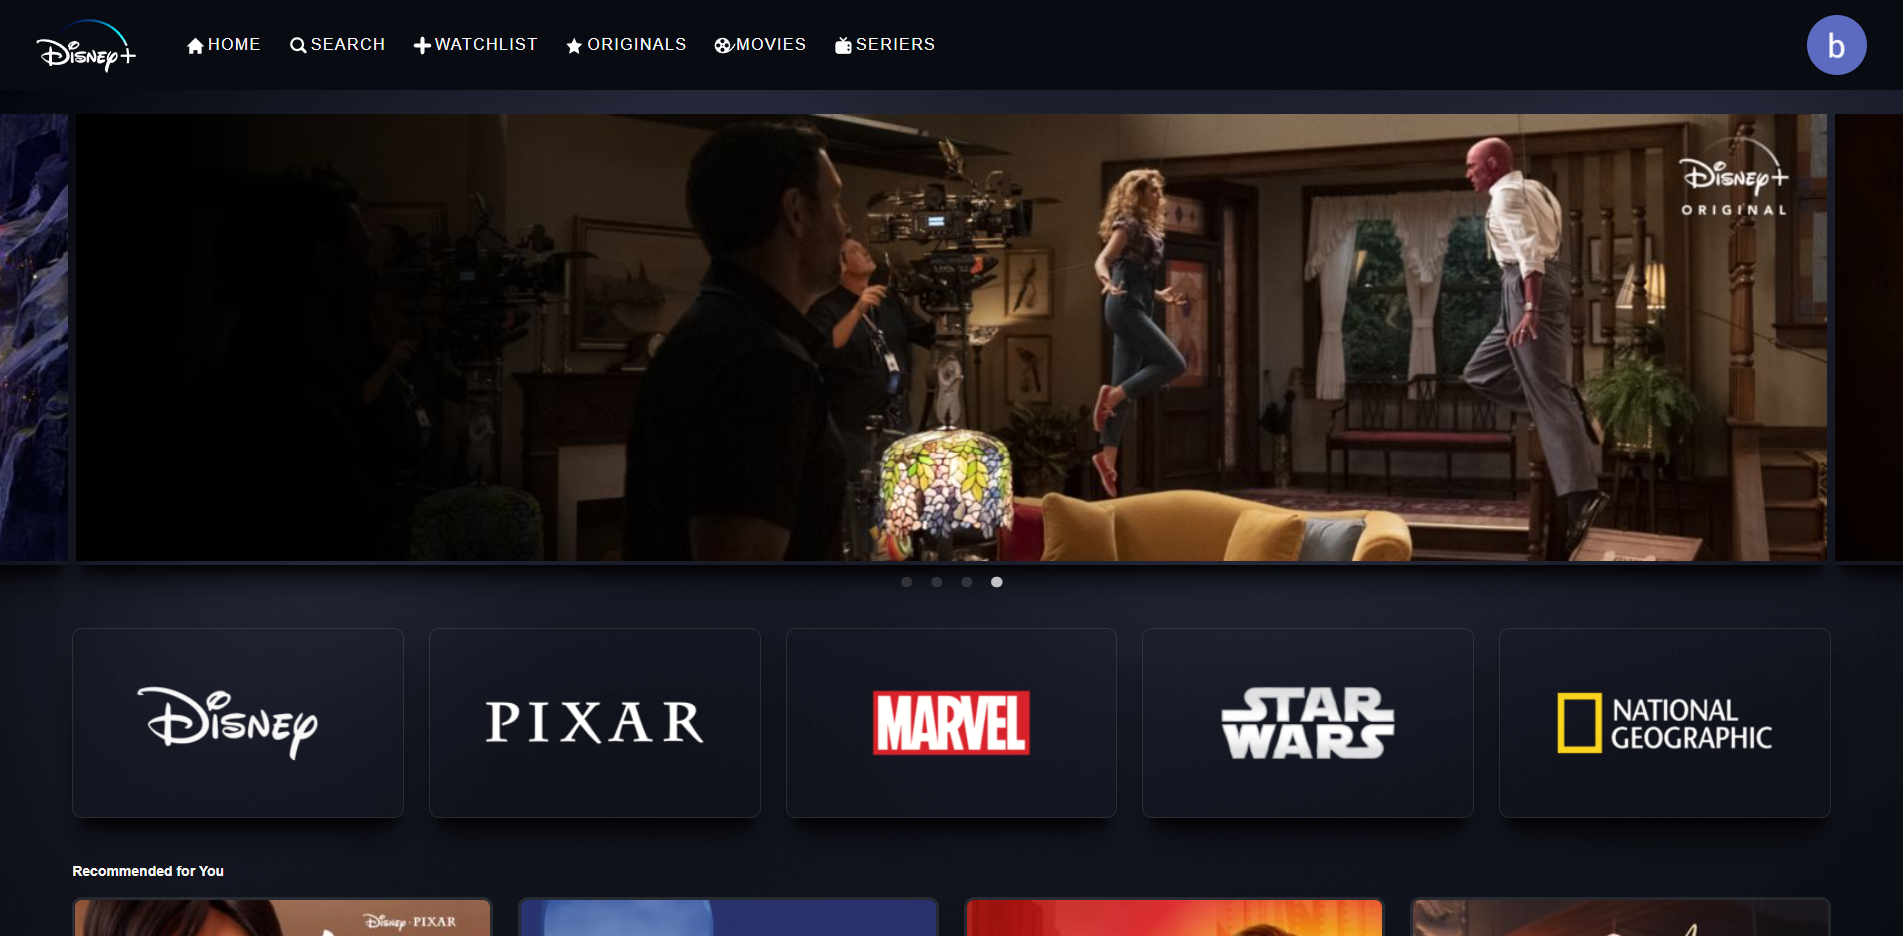 Disney+
HOME
SEARCH
WATCHLIST
ORIGINALS
MOVIES
SERIERS
b
Disney+
ORIGINAL
Disney
PIXAR
MARVEL
STAR
WARS
NATIONAL
GEOGRAPHIC
Recommended for You
Disney · PIXAR